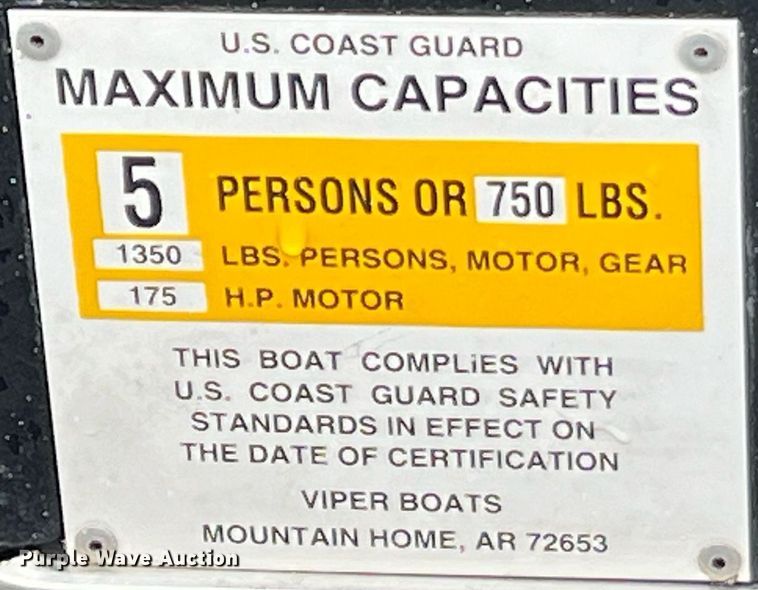 U.S. COAST GUARD
MAXIMUM CAPACITIES
5 PERSONS OR 750 LBS.
1350 LBS. PERSONS, MOTOR, GEAR
175 H.P. MOTOR
THIS BOAT COMPLIES WITH
U.S. COAST GUARD SAFETY
STANDARDS IN EFFECT ON
THE DATE OF CERTIFICATION
VIPER BOATS
MOUNTAIN HOME, AR 72653
Purple Wave Auction